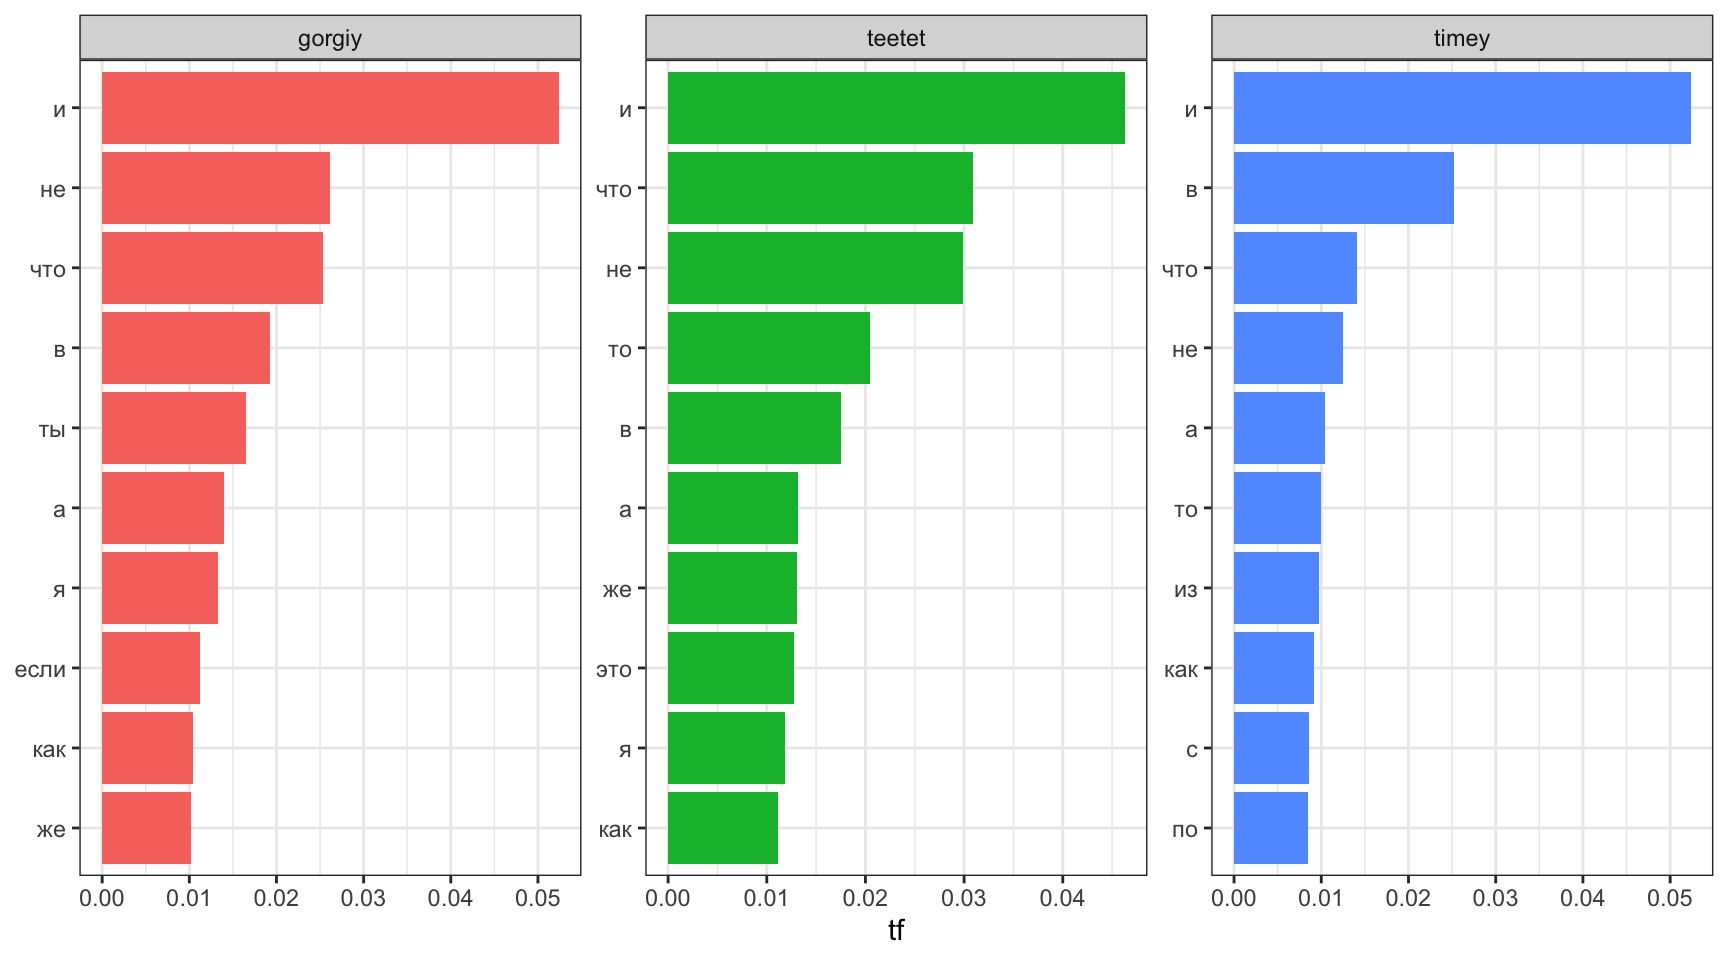 gorgiy
и
не
что
в
ты
а
я
если
как
же
0.00 0.01 0.02 0.03 0.04 0.05
teetet
и
что
не
то
в
а
же
это
я
как
0.00 0.01 0.02 0.03 0.04
timey
и
в
что
не
а
то
из
как
с
по
0.00 0.01 0.02 0.03 0.04 0.05
tf